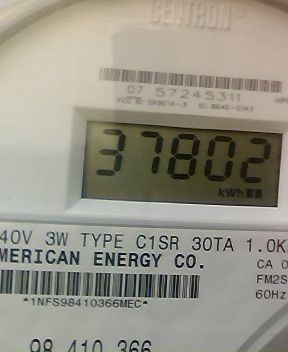 CENTRON
07 57245311
37802
kWh
40V 3W TYPE C1SR 30TA 1.0K
MERICAN ENERGY CO.
CA 0
FM2S
60Hz
*1NFS98410366MEC*
98 410 366